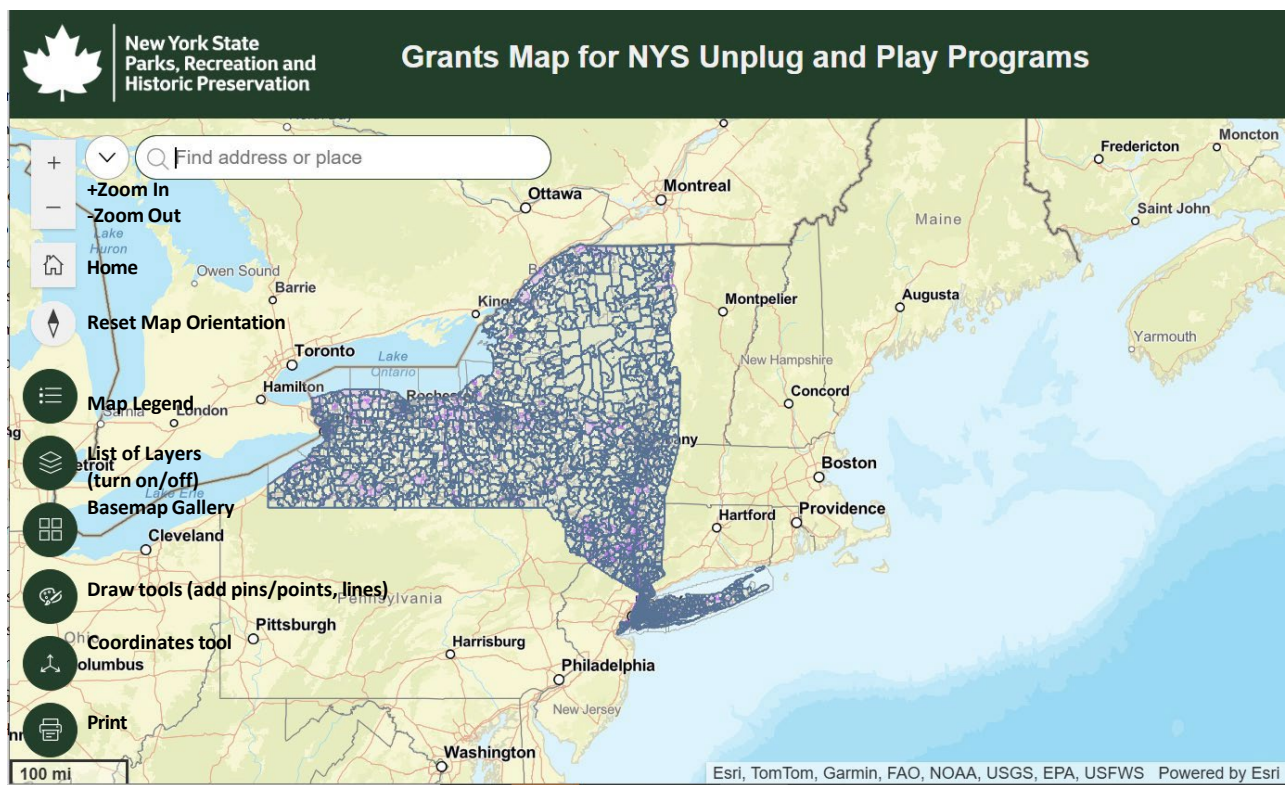 New York State
Parks, Recreation and
Historic Preservation
Grants Map for NYS Unplug and Play Programs
Find address or place
+Zoom In
-Zoom Out
Home
Reset Map Orientation
Map Legend
List of Layers
(turn on/off)
Basemap Gallery
Draw tools (add pins/points, lines)
Coordinates tool
Print
100 mi
Moncton
Fredericton
Ottawa
Montreal
Saint John
Maine
Lake
Huron
Owen Sound
Barrie
Montpelier
Augusta
Yarmouth
Toronto
Lake
Ontario
New Hampshire
Hamilton
Concord
London
Boston
Lake Erie
Hartford
Providence
Cleveland
Pennsylvania
Pittsburgh
Harrisburg
Philadelphia
New Jersey
Washington
Esri, TomTom, Garmin, FAO, NOAA, USGS, EPA, USFWS Powered by Esri